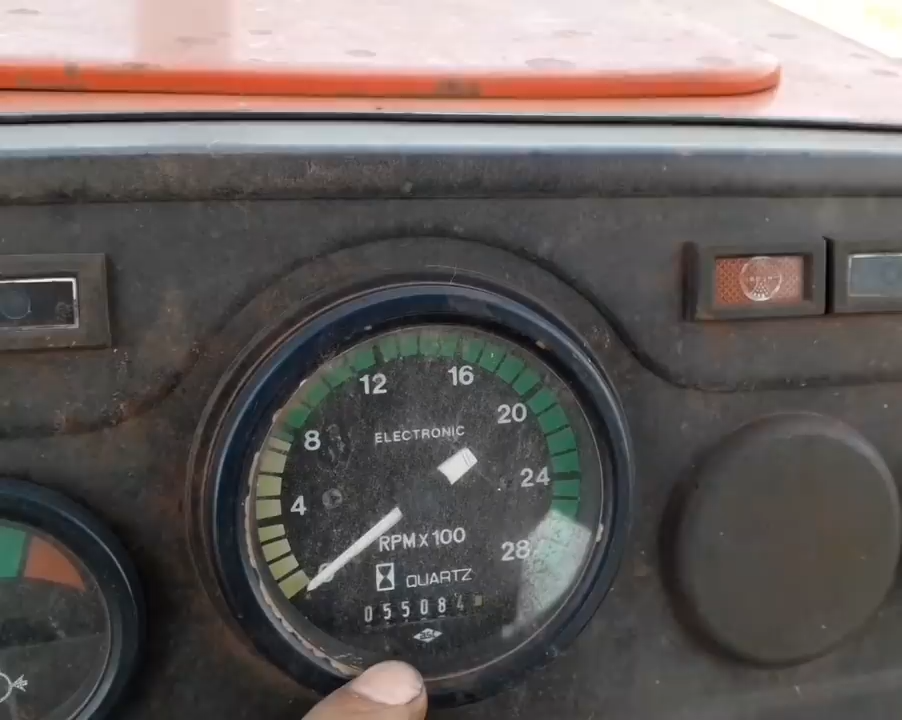 12 16
8 20
ELECTRONIC
4 24
RPM X 100
28
QUARTZ
055084